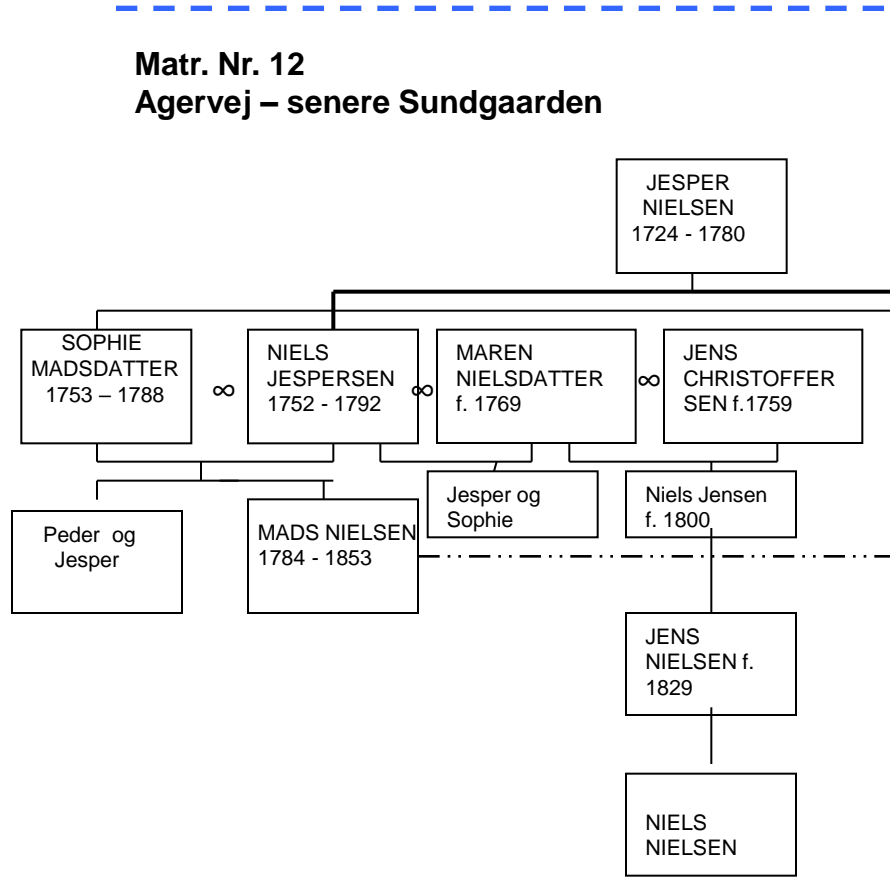 Matr. Nr. 12
Agervej – senere Sundgaarden
JESPER
NIELSEN
1724 - 1780
SOPHIE
MADSDATTER
1753 – 1788
∞
NIELS
JESPERSEN
1752 - 1792
∞
MAREN
NIELSDATTER
f. 1769
∞
JENS
CHRISTOFFER
SEN f.1759
Peder og
Jesper
MADS NIELSEN
1784 - 1853
Jesper og
Sophie
Niels Jensen
f. 1800
JENS
NIELSEN f.
1829
NIELS
NIELSEN